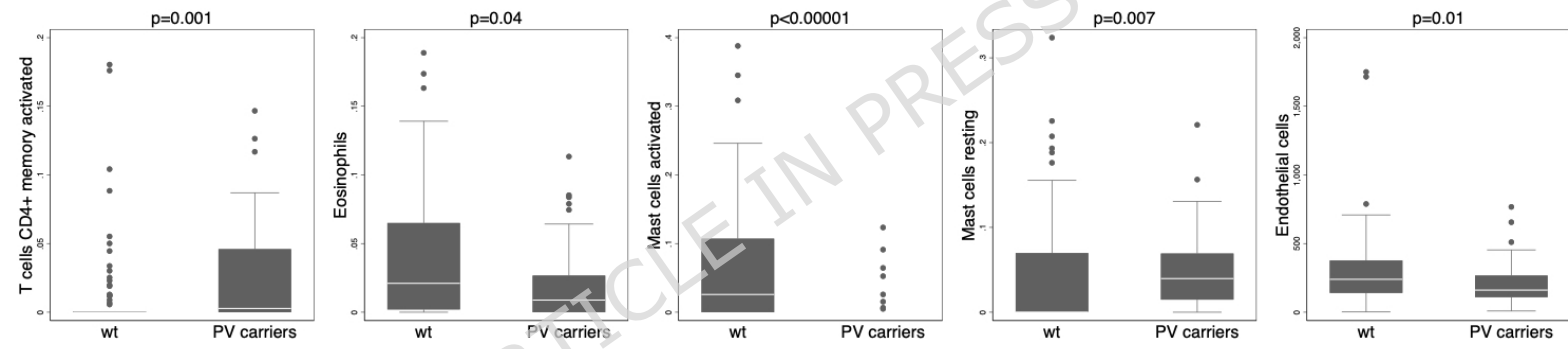 p=0.001
T cells CD4+ memory activated
.2
.15
.1
.05
0
wt PV carriers
p=0.04
Eosinophils
.2
.15
.1
.05
0
wt PV carriers
p<0.00001
Mast cells activated
.4
.3
.2
.1
0
wt PV carriers
p=0.007
Mast cells resting
.3
.2
.1
0
wt PV carriers
p=0.01
Endothelial cells
2,000
1,500
1,000
500
0
wt PV carriers
TICLE IN PRESS